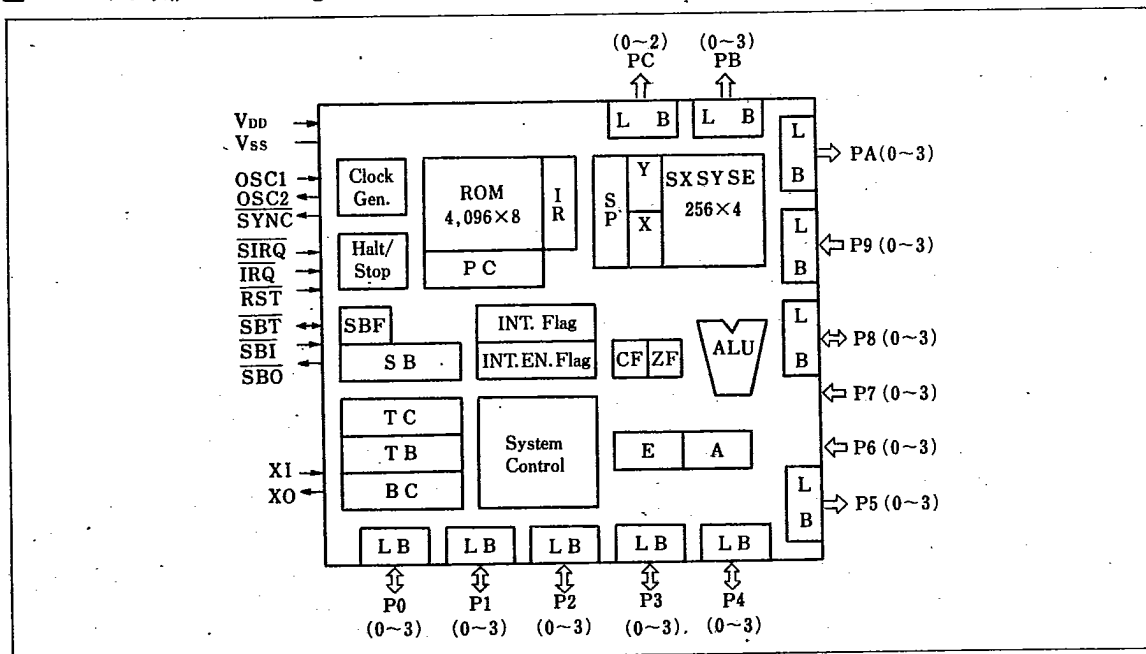 (0~2) (0~3)
PC PB
L B L B
VDD
VSS
OSC1
OSC2
SYNC
SIRQ
IRQ
RST
SBT
SBI
SBO
XI
XO
Clock
Gen.
Halt/
Stop
ROM
4,096×8
I
R
PC
S
P
Y
X
SXSYSE
256×4
SBF
SB
INT. Flag
INT.EN.Flag
CF ZF
ALU
TC
TB
BC
System
Control
E A
L
B
PA(0~3)
L
B
P9(0~3)
L
B
P8(0~3)
P7(0~3)
P6(0~3)
L
B
P5(0~3)
LB LB LB LB LB
P0 P1 P2 P3 P4
(0~3) (0~3) (0~3) (0~3). (0~3)